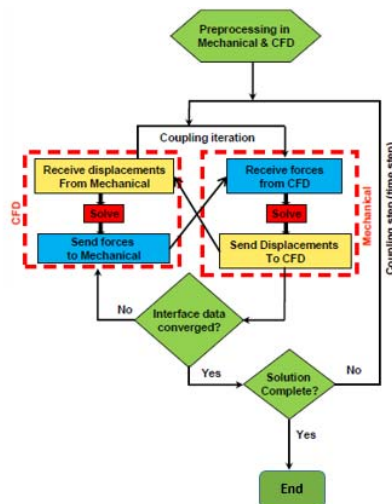 Preprocessing in
Mechanical & CFD
Coupling iteration
Receive displacements
From Mechanical
Solve
Send forces
to Mechanical
CFD
Receive forces
from CFD
Solve
Send Displacements
To CFD
Mechanical
Coupling step (time step)
Interface data
converged?
No
Yes
Solution
Complete?
No
Yes
End